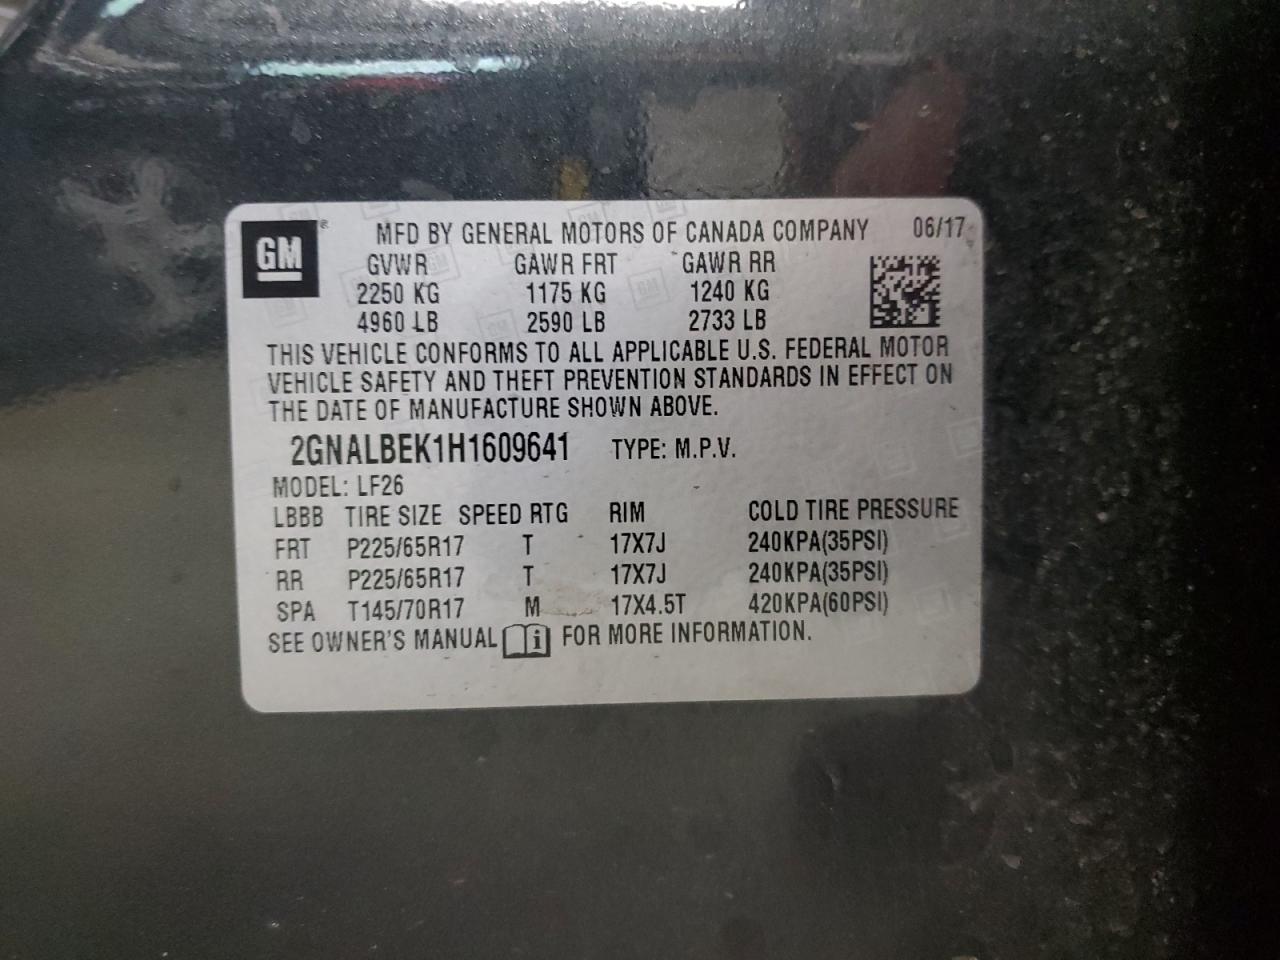 GM ® MFD BY GENERAL MOTORS OF CANADA COMPANY 06/17
GVWR GAWR FRT GAWR RR
2250 KG 1175 KG 1240 KG
4960 LB 2590 LB 2733 LB
THIS VEHICLE CONFORMS TO ALL APPLICABLE U.S. FEDERAL MOTOR
VEHICLE SAFETY AND THEFT PREVENTION STANDARDS IN EFFECT ON
THE DATE OF MANUFACTURE SHOWN ABOVE.
2GNALBEK1H1609641 TYPE: M.P.V.
MODEL: LF26
LBBB TIRE SIZE SPEED RTG RIM COLD TIRE PRESSURE
FRT P225/65R17 T 17X7J 240KPA(35PSI)
RR P225/65R17 T 17X7J 240KPA(35PSI)
SPA T145/70R17 M 17X4.5T 420KPA(60PSI)
SEE OWNER'S MANUAL i FOR MORE INFORMATION.